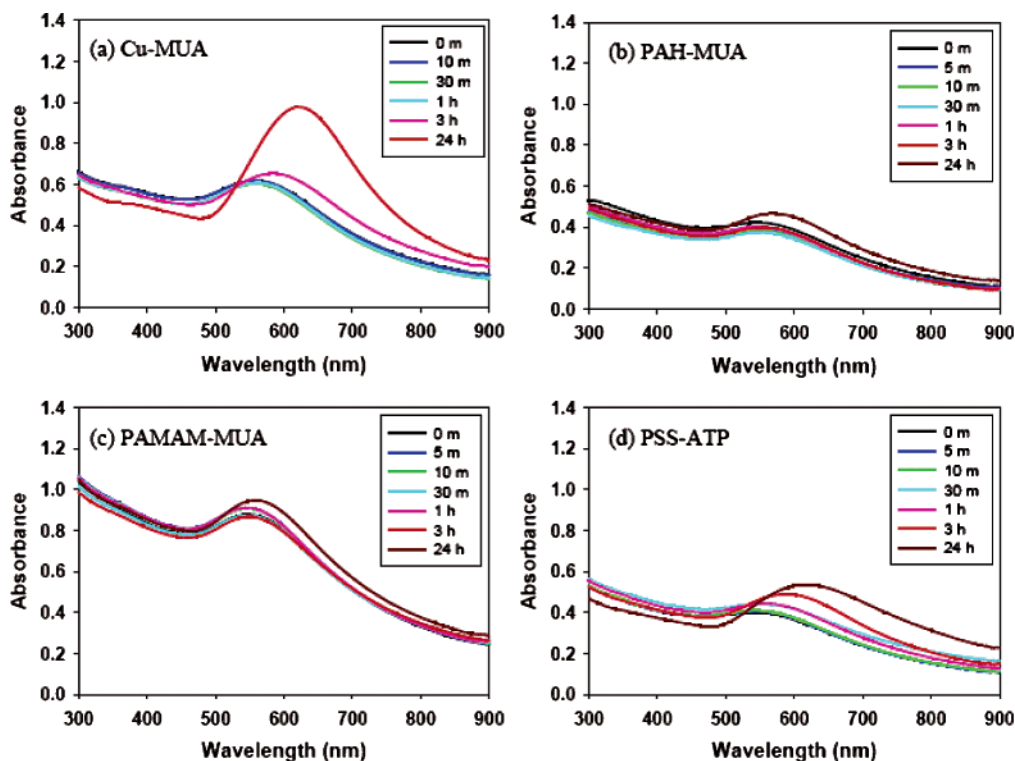 (a) Cu-MUA
0 m
10 m
30 m
1 h
3 h
24 h
Absorbance
1.4
1.2
1.0
0.8
0.6
0.4
0.2
0.0
300 400 500 600 700 800 900
Wavelength (nm)
(b) PAH-MUA
0 m
5 m
10 m
30 m
1 h
3 h
24 h
Absorbance
1.4
1.2
1.0
0.8
0.6
0.4
0.2
0.0
300 400 500 600 700 800 900
Wavelength (nm)
(c) PAMAM-MUA
0 m
5 m
10 m
30 m
1 h
3 h
24 h
Absorbance
1.4
1.2
1.0
0.8
0.6
0.4
0.2
0.0
300 400 500 600 700 800 900
Wavelength (nm)
(d) PSS-ATP
0 m
5 m
10 m
30 m
1 h
3 h
24 h
Absorbance
1.4
1.2
1.0
0.8
0.6
0.4
0.2
0.0
300 400 500 600 700 800 900
Wavelength (nm)